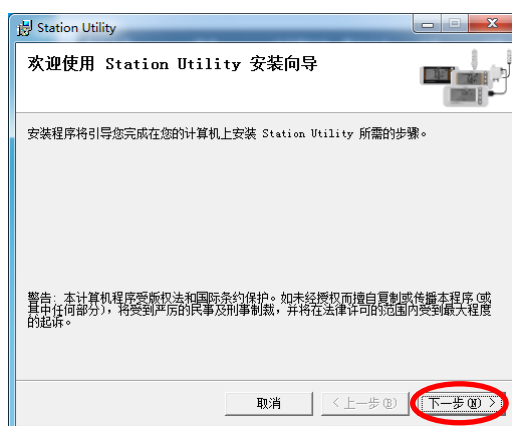 Station Utility
欢迎使用 Station Utility 安装向导
安装程序将引导您完成在您的计算机上安装 Station Utility 所需的步骤。
警告: 本计算机程序受版权法和国际条约保护。如未经授权而擅自复制或传播本程序(或
其中任何部分)，将受到严厉的民事及刑事制裁，并将在法律许可的范围内受到最大程度
的起诉。
取消 <上一步(B) 下一步(N) >